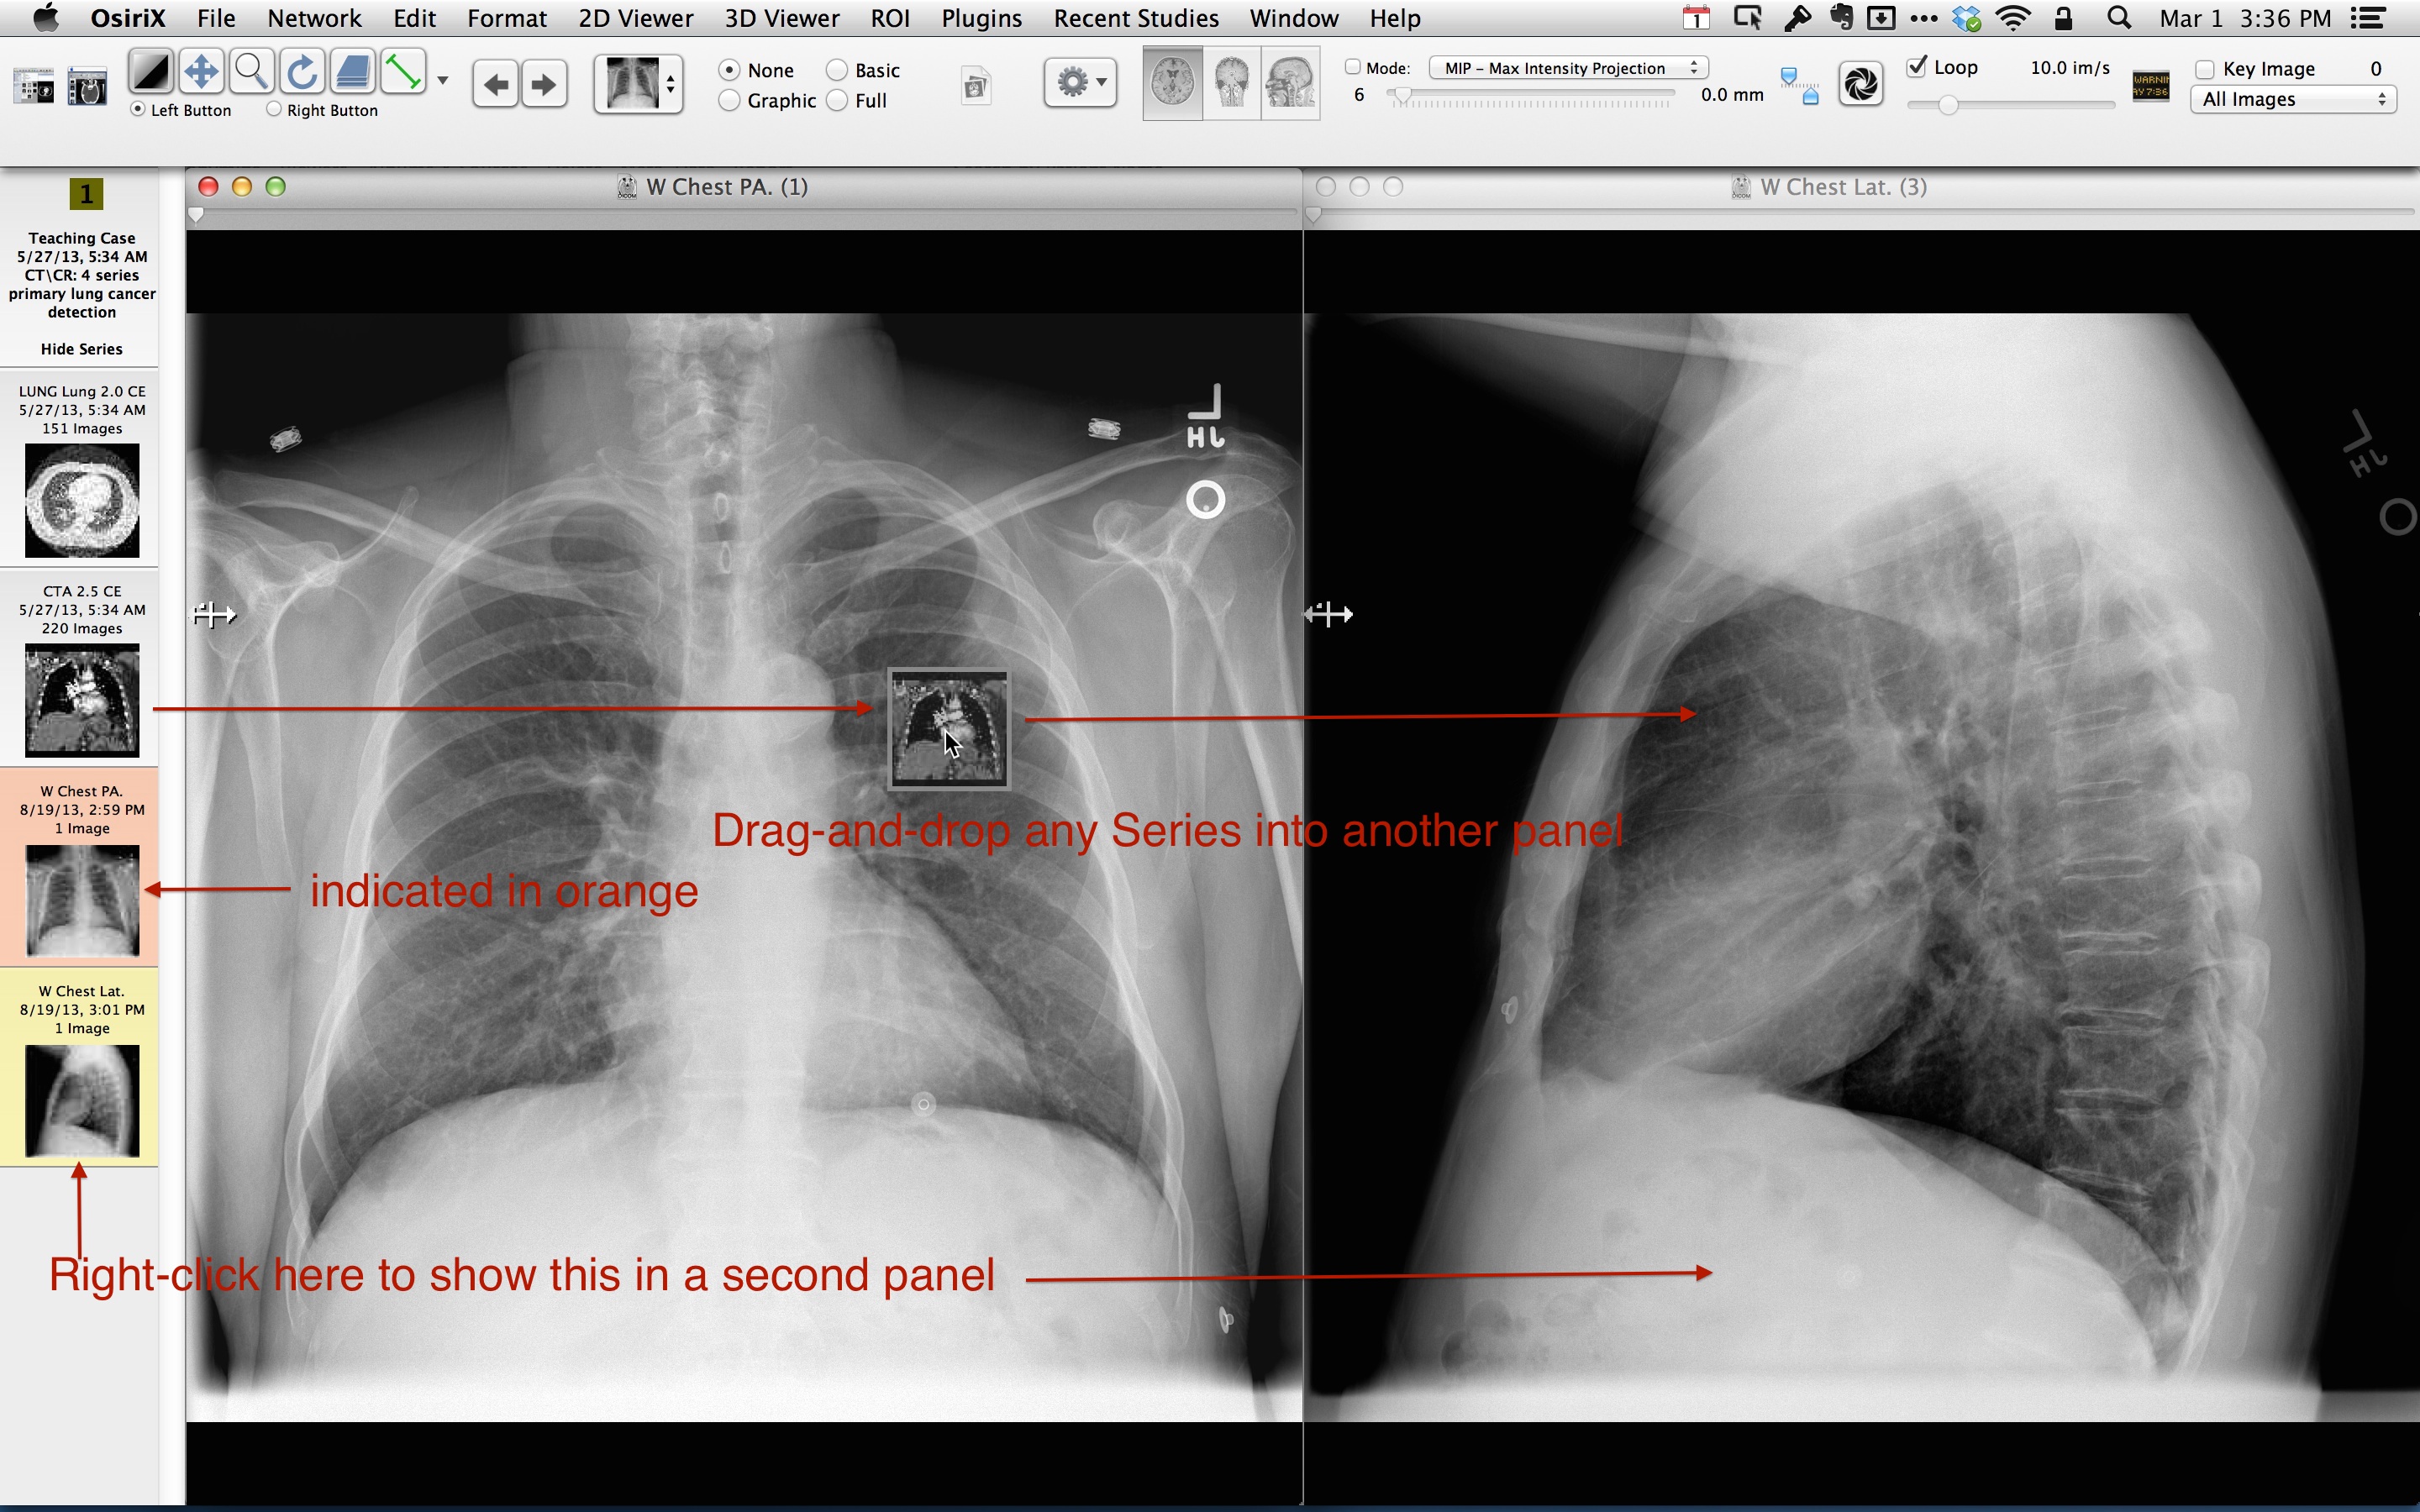 OsiriX File Network Edit Format 2D Viewer 3D Viewer ROI Plugins Recent Studies Window Help 1 Mar 1 3:36 PM
None Basic
Graphic Full
Left Button Right Button
Mode: MIP - Max Intensity Projection
6 0.0 mm
Loop 10.0 im/s
Key Image 0
All Images
W Chest PA. (1)
W Chest Lat. (3)
1
Teaching Case
5/27/13, 5:34 AM
CT\CR: 4 series
primary lung cancer
detection
Hide Series
LUNG Lung 2.0 CE
5/27/13, 5:34 AM
151 Images
CTA 2.5 CE
5/27/13, 5:34 AM
220 Images
W Chest PA.
8/19/13, 2:59 PM
1 Image
W Chest Lat.
8/19/13, 3:01 PM
1 Image
L
Drag-and-drop any Series into another panel
indicated in orange
Right-click here to show this in a second panel